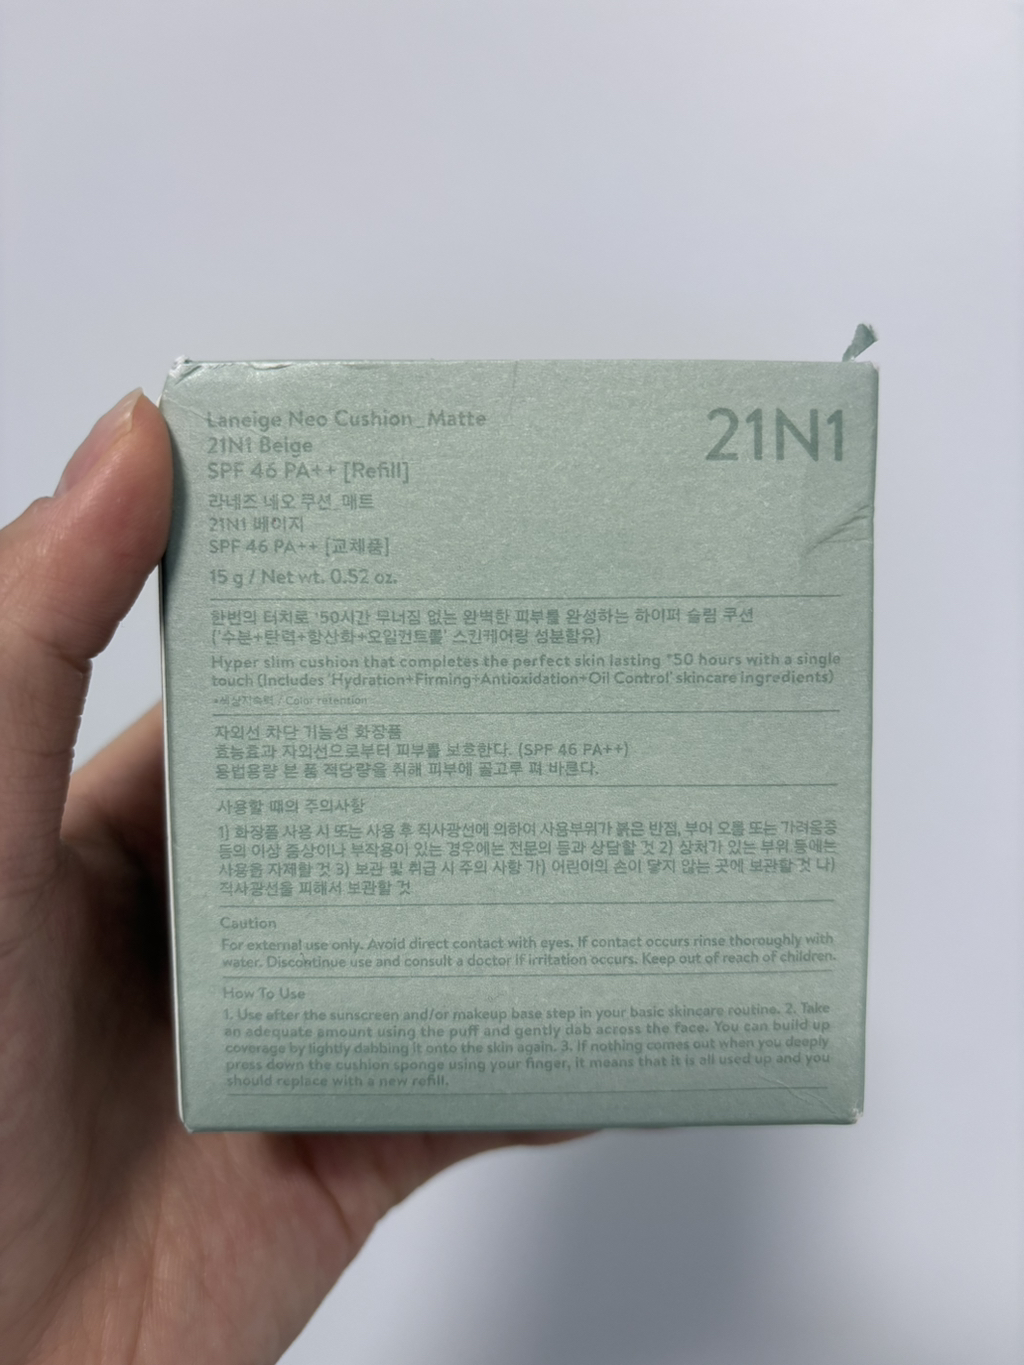 Laneige Neo Cushion_Matte
21N1 Beige
SPF 46 PA++ [Refill]
21N1
라네즈 네오 쿠션_매트
21N1 베이지
SPF 46 PA++ [교체품]
15 g / Net wt. 0.52 oz.
한번의 터치로 *50시간 무너짐 없는 완벽한 피부를 완성하는 하이퍼 슬림 쿠션
('수분+탄력+항산화+오일컨트롤' 스킨케어링 성분함유)
Hyper slim cushion that completes the perfect skin lasting *50 hours with a single
touch (Includes 'Hydration+Firming+Antioxidation+Oil Control' skincare ingredients)
*색상지속력 / Color retention
자외선 차단 기능성 화장품
효능효과 자외선으로부터 피부를 보호한다. (SPF 46 PA++)
용법용량 본 품 적당량을 취해 피부에 골고루 펴 바른다.
사용할 때의 주의사항
1) 화장품 사용 시 또는 사용 후 직사광선에 의하여 사용부위가 붉은 반점, 부어 오름 또는 가려움증
등의 이상 증상이나 부작용이 있는 경우에는 전문의 등과 상담할 것 2) 상처가 있는 부위 등에는
사용을 자제할 것 3) 보관 및 취급 시 주의 사항 가) 어린이의 손이 닿지 않는 곳에 보관할 것 나)
직사광선을 피해서 보관할 것
Caution
For external use only. Avoid direct contact with eyes. If contact occurs rinse thoroughly with
water. Discontinue use and consult a doctor if irritation occurs. Keep out of reach of children.
How To Use
1. Use after the sunscreen and/or makeup base step in your basic skincare routine. 2. Take
an adequate amount using the puff and gently dab across the face. You can build up
coverage by lightly dabbing it onto the skin again. 3. If nothing comes out when you deeply
press down the cushion sponge using your finger, it means that it is all used up and you
should replace with a new refill.